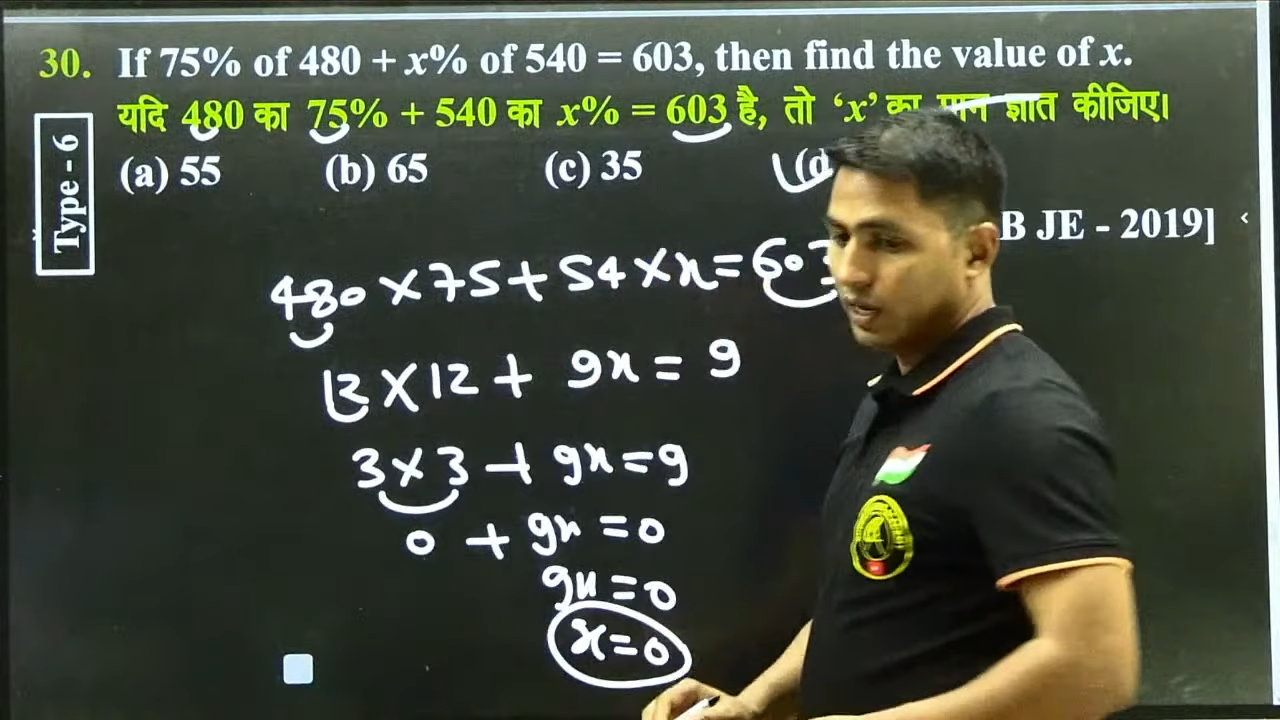 30. If 75% of 480 + x% of 540 = 603, then find the value of x.
यदि 480 का 75% + 540 का x% = 603 है, तो ‘x’ का मान ज्ञात कीजिए।
Type - 6
(a) 55 (b) 65 (c) 35 (d
B JE - 2019]
480 × 75 + 54 × x = 603
12 × 12 + 9x = 9
3 × 3 + 9x = 9
0 + 9x = 0
9x = 0
x = 0